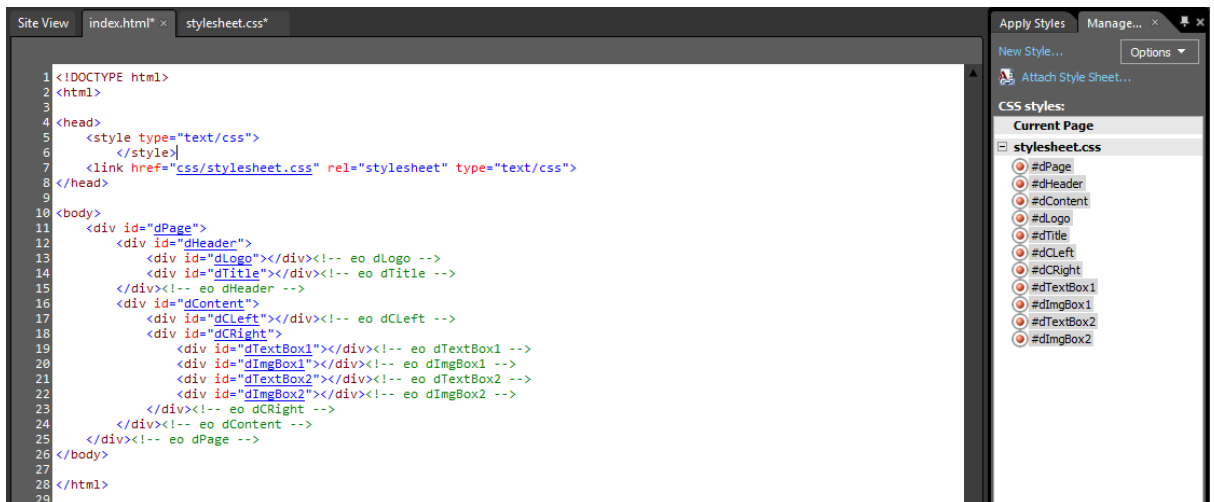 Site View index.html* × stylesheet.css*
1 <!DOCTYPE html>
2 <html>
3
4 <head>
5     <style type="text/css">
6         </style>
7     <link href="css/stylesheet.css" rel="stylesheet" type="text/css">
8 </head>
9
10 <body>
11     <div id="dPage">
12         <div id="dHeader">
13             <div id="dLogo"></div><!-- eo dLogo -->
14             <div id="dTitle"></div><!-- eo dTitle -->
15         </div><!-- eo dHeader -->
16         <div id="dContent">
17             <div id="dCLeft"></div><!-- eo dCLeft -->
18             <div id="dCRight">
19                 <div id="dTextBox1"></div><!-- eo dTextBox1 -->
20                 <div id="dImgBox1"></div><!-- eo dImgBox1 -->
21                 <div id="dTextBox2"></div><!-- eo dTextBox2 -->
22                 <div id="dImgBox2"></div><!-- eo dImgBox2 -->
23             </div><!-- eo dCRight -->
24         </div><!-- eo dContent -->
25     </div><!-- eo dPage -->
26 </body>
27
28 </html>
29
Apply Styles Manage... ×
New Style... Options
Attach Style Sheet...
CSS styles:
Current Page
stylesheet.css
#dPage
#dHeader
#dContent
#dLogo
#dTitle
#dCLeft
#dCRight
#dTextBox1
#dImgBox1
#dTextBox2
#dImgBox2